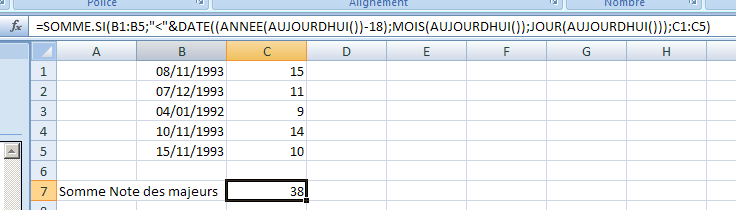 Police Alignement Nombre
fx =SOMME.SI(B1:B5;"<"&DATE((ANNEE(AUJOURDHUI())-18);MOIS(AUJOURDHUI());JOUR(AUJOURDHUI()));C1:C5)
A B C D E F G H
1 08/11/1993 15
2 07/12/1993 11
3 04/01/1992 9
4 10/11/1993 14
5 15/11/1993 10
6
7 Somme Note des majeurs 38